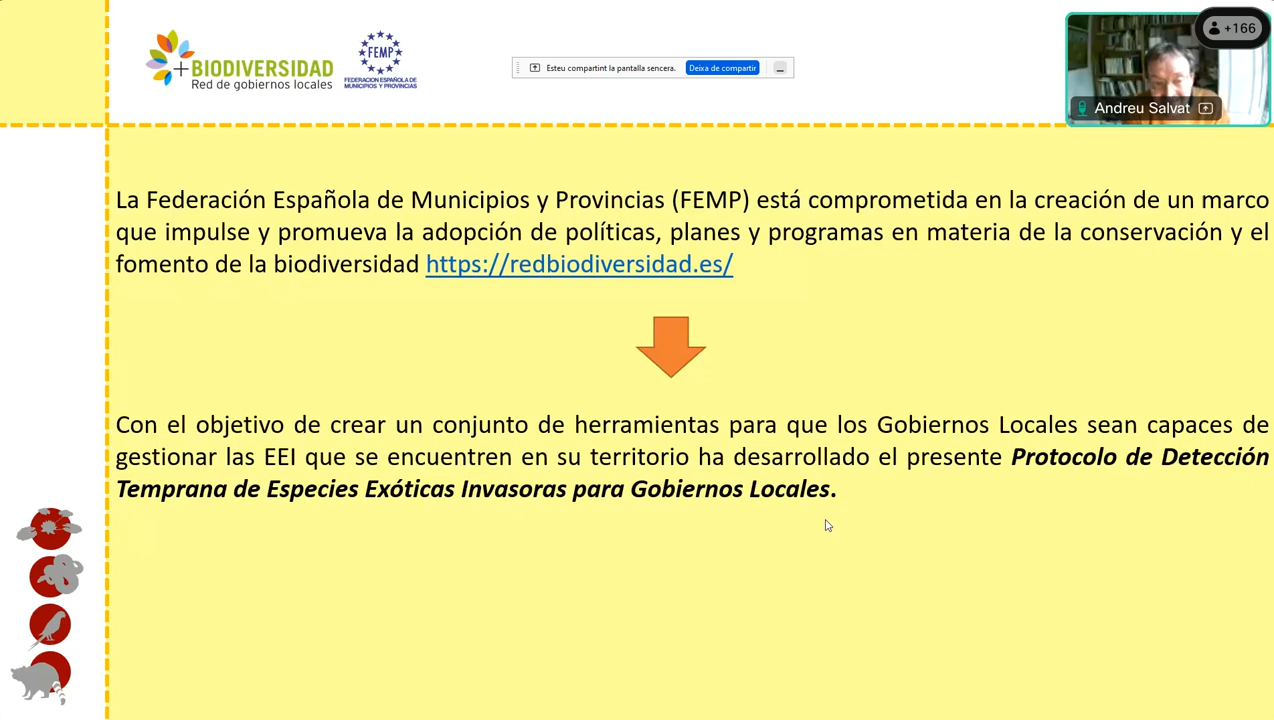 +BIODIVERSIDAD
Red de gobiernos locales
FEMP
FEDERACION ESPAÑOLA DE
MUNICIPIOS Y PROVINCIAS
Esteu compartint la pantalla sencera.
Deixa de compartir
+166
Andreu Salvat
La Federación Española de Municipios y Provincias (FEMP) está comprometida en la creación de un marco
que impulse y promueva la adopción de políticas, planes y programas en materia de la conservación y el
fomento de la biodiversidad https://redbiodiversidad.es/
Con el objetivo de crear un conjunto de herramientas para que los Gobiernos Locales sean capaces de
gestionar las EEI que se encuentren en su territorio ha desarrollado el presente Protocolo de Detección
Temprana de Especies Exóticas Invasoras para Gobiernos Locales.